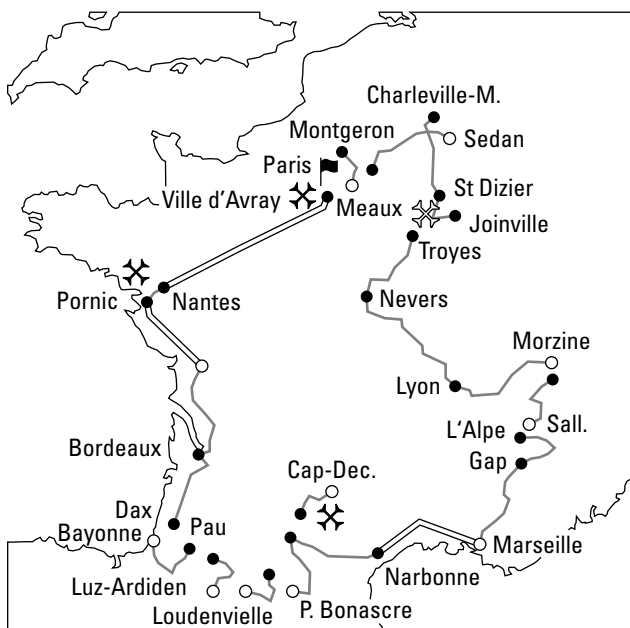 Charleville-M.
Montgeron
Sedan
Paris
Ville d'Avray
Meaux
St Dizier
Joinville
Troyes
Pornic
Nantes
Nevers
Morzine
Lyon
L'Alpe
Sall.
Bordeaux
Gap
Cap-Dec.
Dax
Bayonne
Pau
Marseille
Narbonne
Luz-Ardiden
Loudenvielle
P. Bonascre